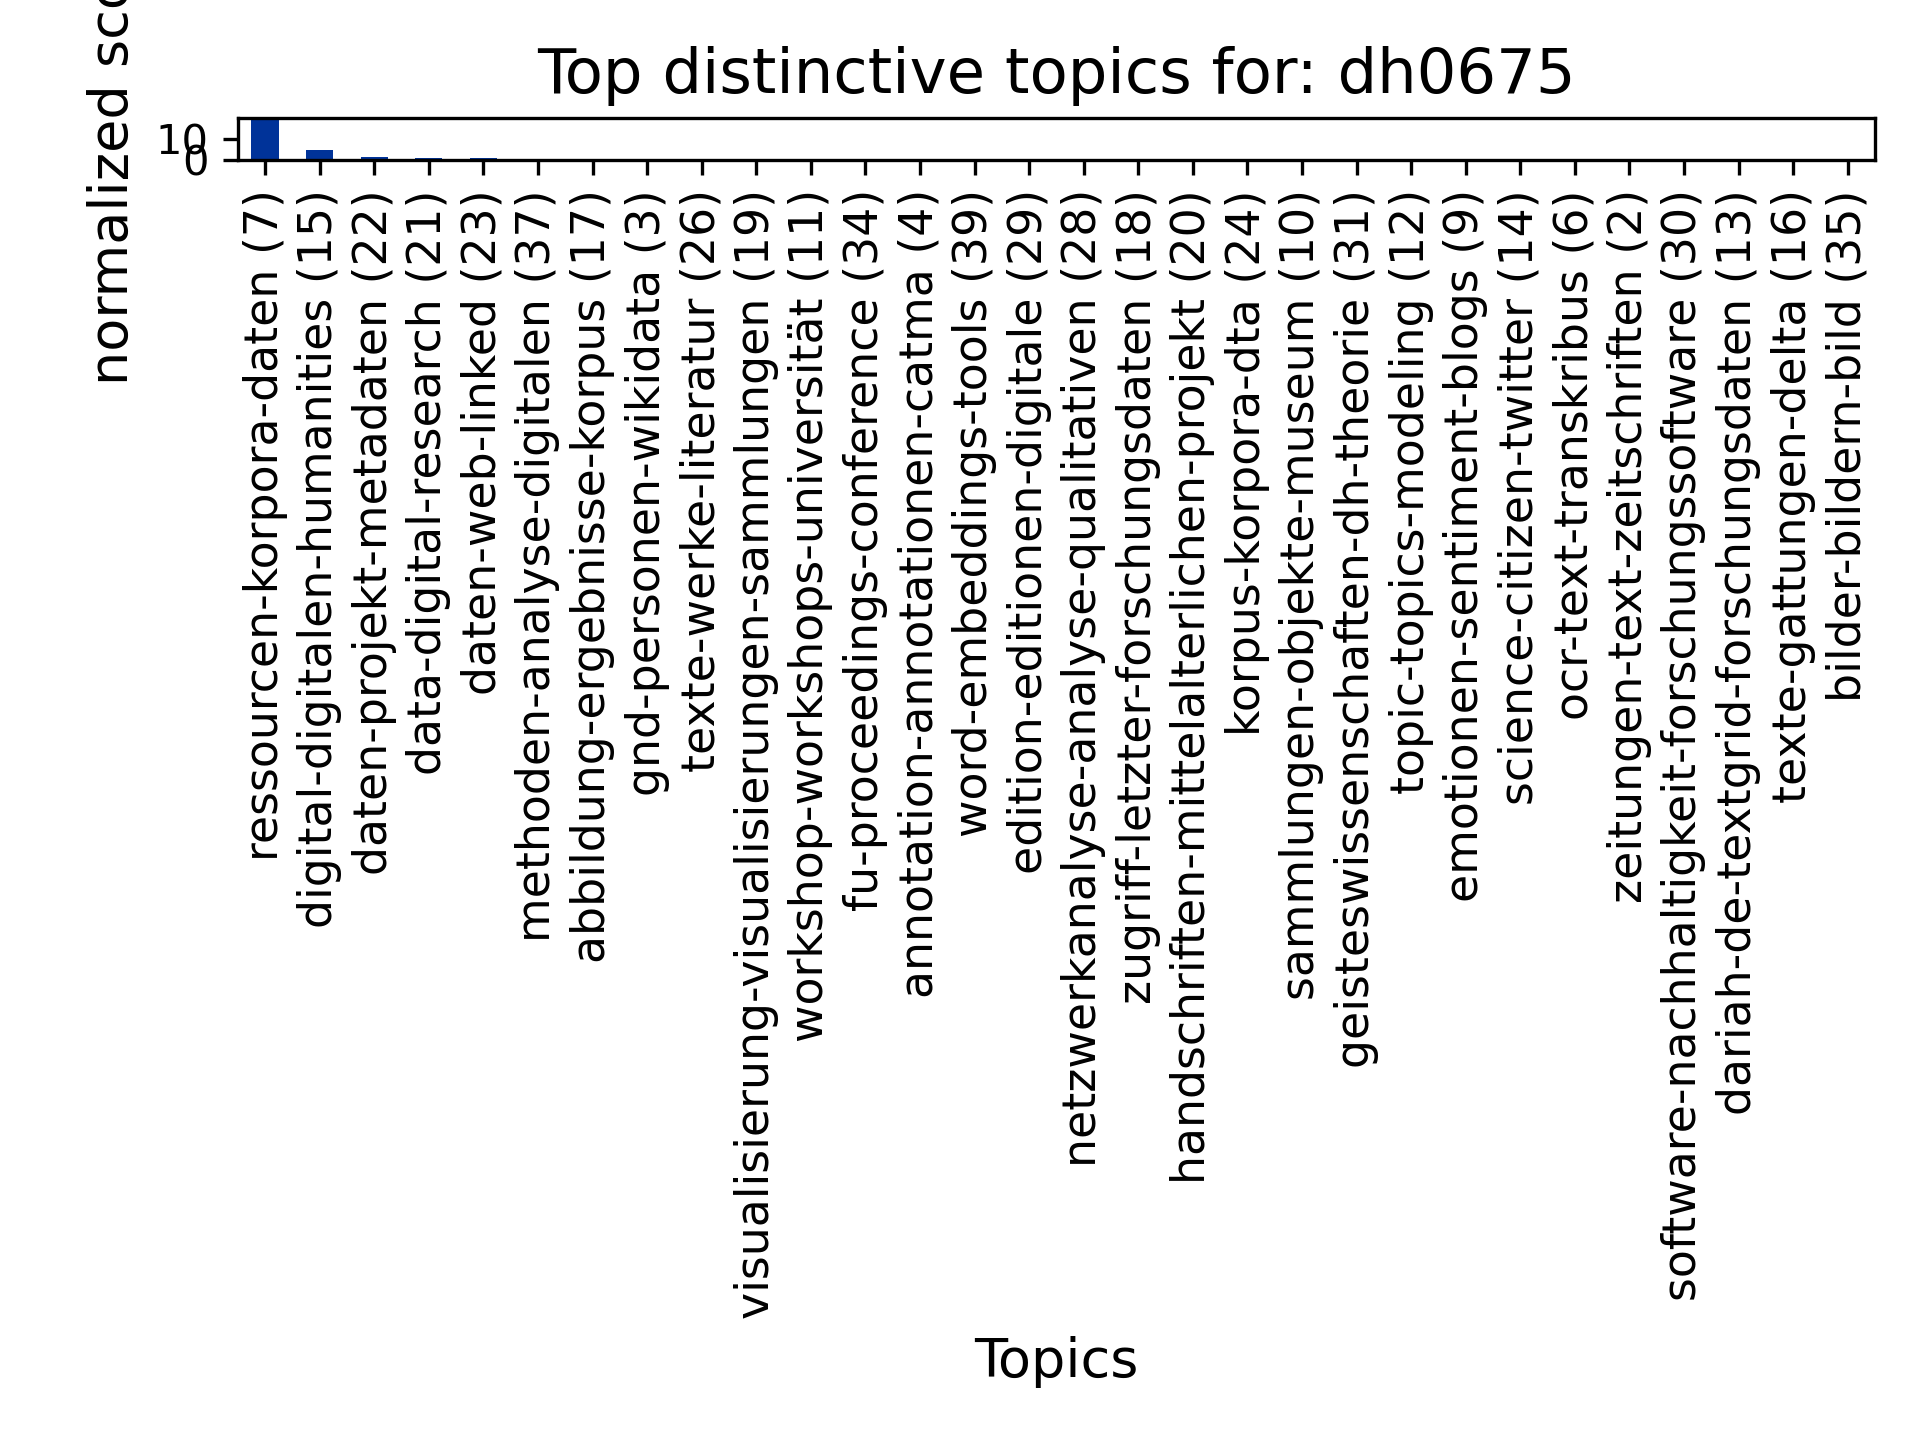 Top distinctive topics for: dh0675
normalized
10
0
ressourcen-korpora-daten (7)
digital-digitalen-humanities (15)
daten-projekt-metadaten (22)
data-digital-research (21)
daten-web-linked (23)
methoden-analyse-digitalen (37)
abbildung-ergebnisse-korpus (17)
gnd-personen-wikidata (3)
texte-werke-literatur (26)
visualisierung-visualisierungen-sammlungen (19)
workshop-workshops-universität (11)
fu-proceedings-conference (34)
annotation-annotationen-catma (4)
word-embeddings-tools (39)
edition-editionen-digitale (29)
netzwerkanalyse-analyse-qualitativen (28)
zugriff-letzter-forschungsdaten (18)
handschriften-mittelalterlichen-projekt (20)
korpus-korpora-dta (24)
sammlungen-objekte-museum (10)
geisteswissenschaften-dh-theorie (31)
topic-topics-modeling (12)
emotionen-sentiment-blogs (9)
science-citizen-twitter (14)
ocr-text-transkribus (6)
zeitungen-text-zeitschriften (2)
software-nachhaltigkeit-forschungssoftware (30)
dariah-de-textgrid-forschungsdaten (13)
texte-gattungen-delta (16)
bilder-bildern-bild (35)
Topics